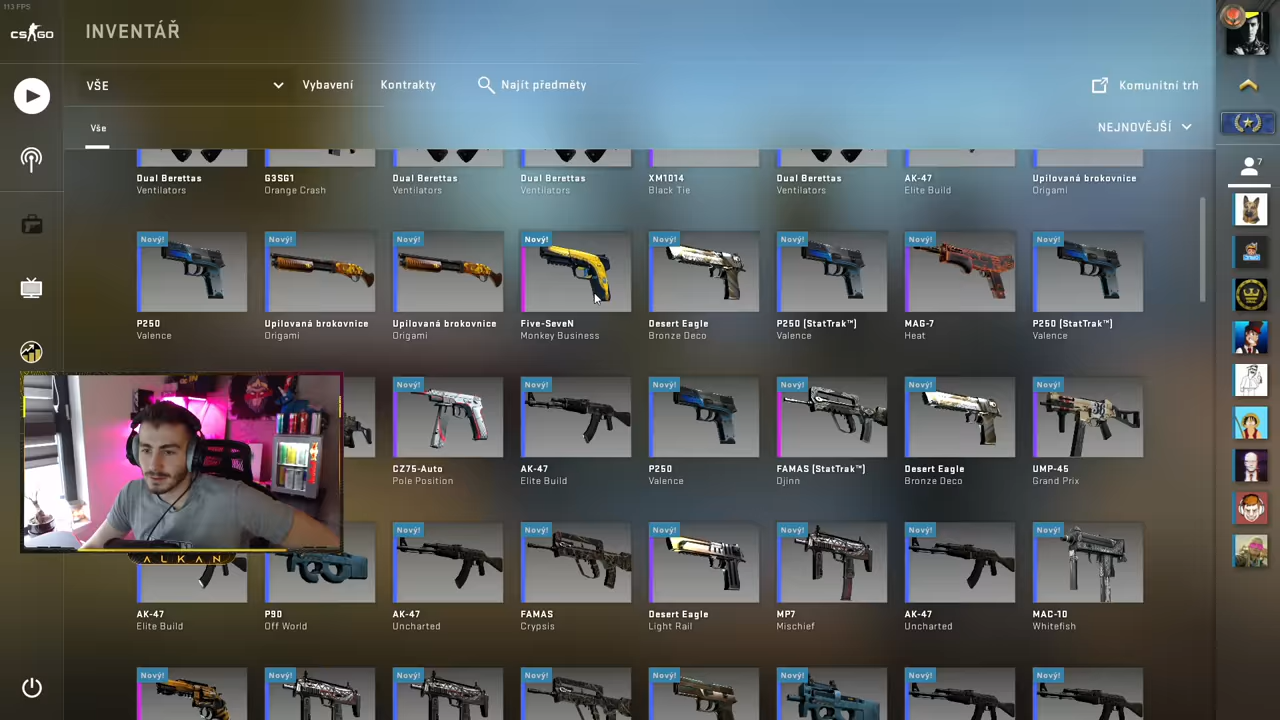 113 FPS
CS:GO
INVENTÁŘ
VŠE
Vybavení
Kontrakty
Najít předměty
Komunitní trh
Vše
NEJNOVĚJŠÍ
7
Dual Berettas
Ventilators
G3SG1
Orange Crash
Dual Berettas
Ventilators
Dual Berettas
Ventilators
XM1014
Black Tie
Dual Berettas
Ventilators
AK-47
Elite Build
Upilovaná brokovnice
Origami
Nový!
P250
Valence
Nový!
Upilovaná brokovnice
Origami
Nový!
Upilovaná brokovnice
Origami
Nový!
Five-SeveN
Monkey Business
Nový!
Desert Eagle
Bronze Deco
Nový!
P250 (StatTrak™)
Valence
Nový!
MAG-7
Heat
Nový!
P250 (StatTrak™)
Valence
Nový!
CZ75-Auto
Pole Position
Nový!
AK-47
Elite Build
Nový!
P250
Valence
Nový!
FAMAS (StatTrak™)
Djinn
Nový!
Desert Eagle
Bronze Deco
Nový!
UMP-45
Grand Prix
ALKAN
AK-47
Elite Build
P90
Off World
Nový!
AK-47
Uncharted
Nový!
FAMAS
Crypsis
Nový!
Desert Eagle
Light Rail
Nový!
MP7
Mischief
Nový!
AK-47
Uncharted
Nový!
MAC-10
Whitefish
Nový!
Nový!
Nový!
Nový!
Nový!
Nový!
Nový!
Nový!